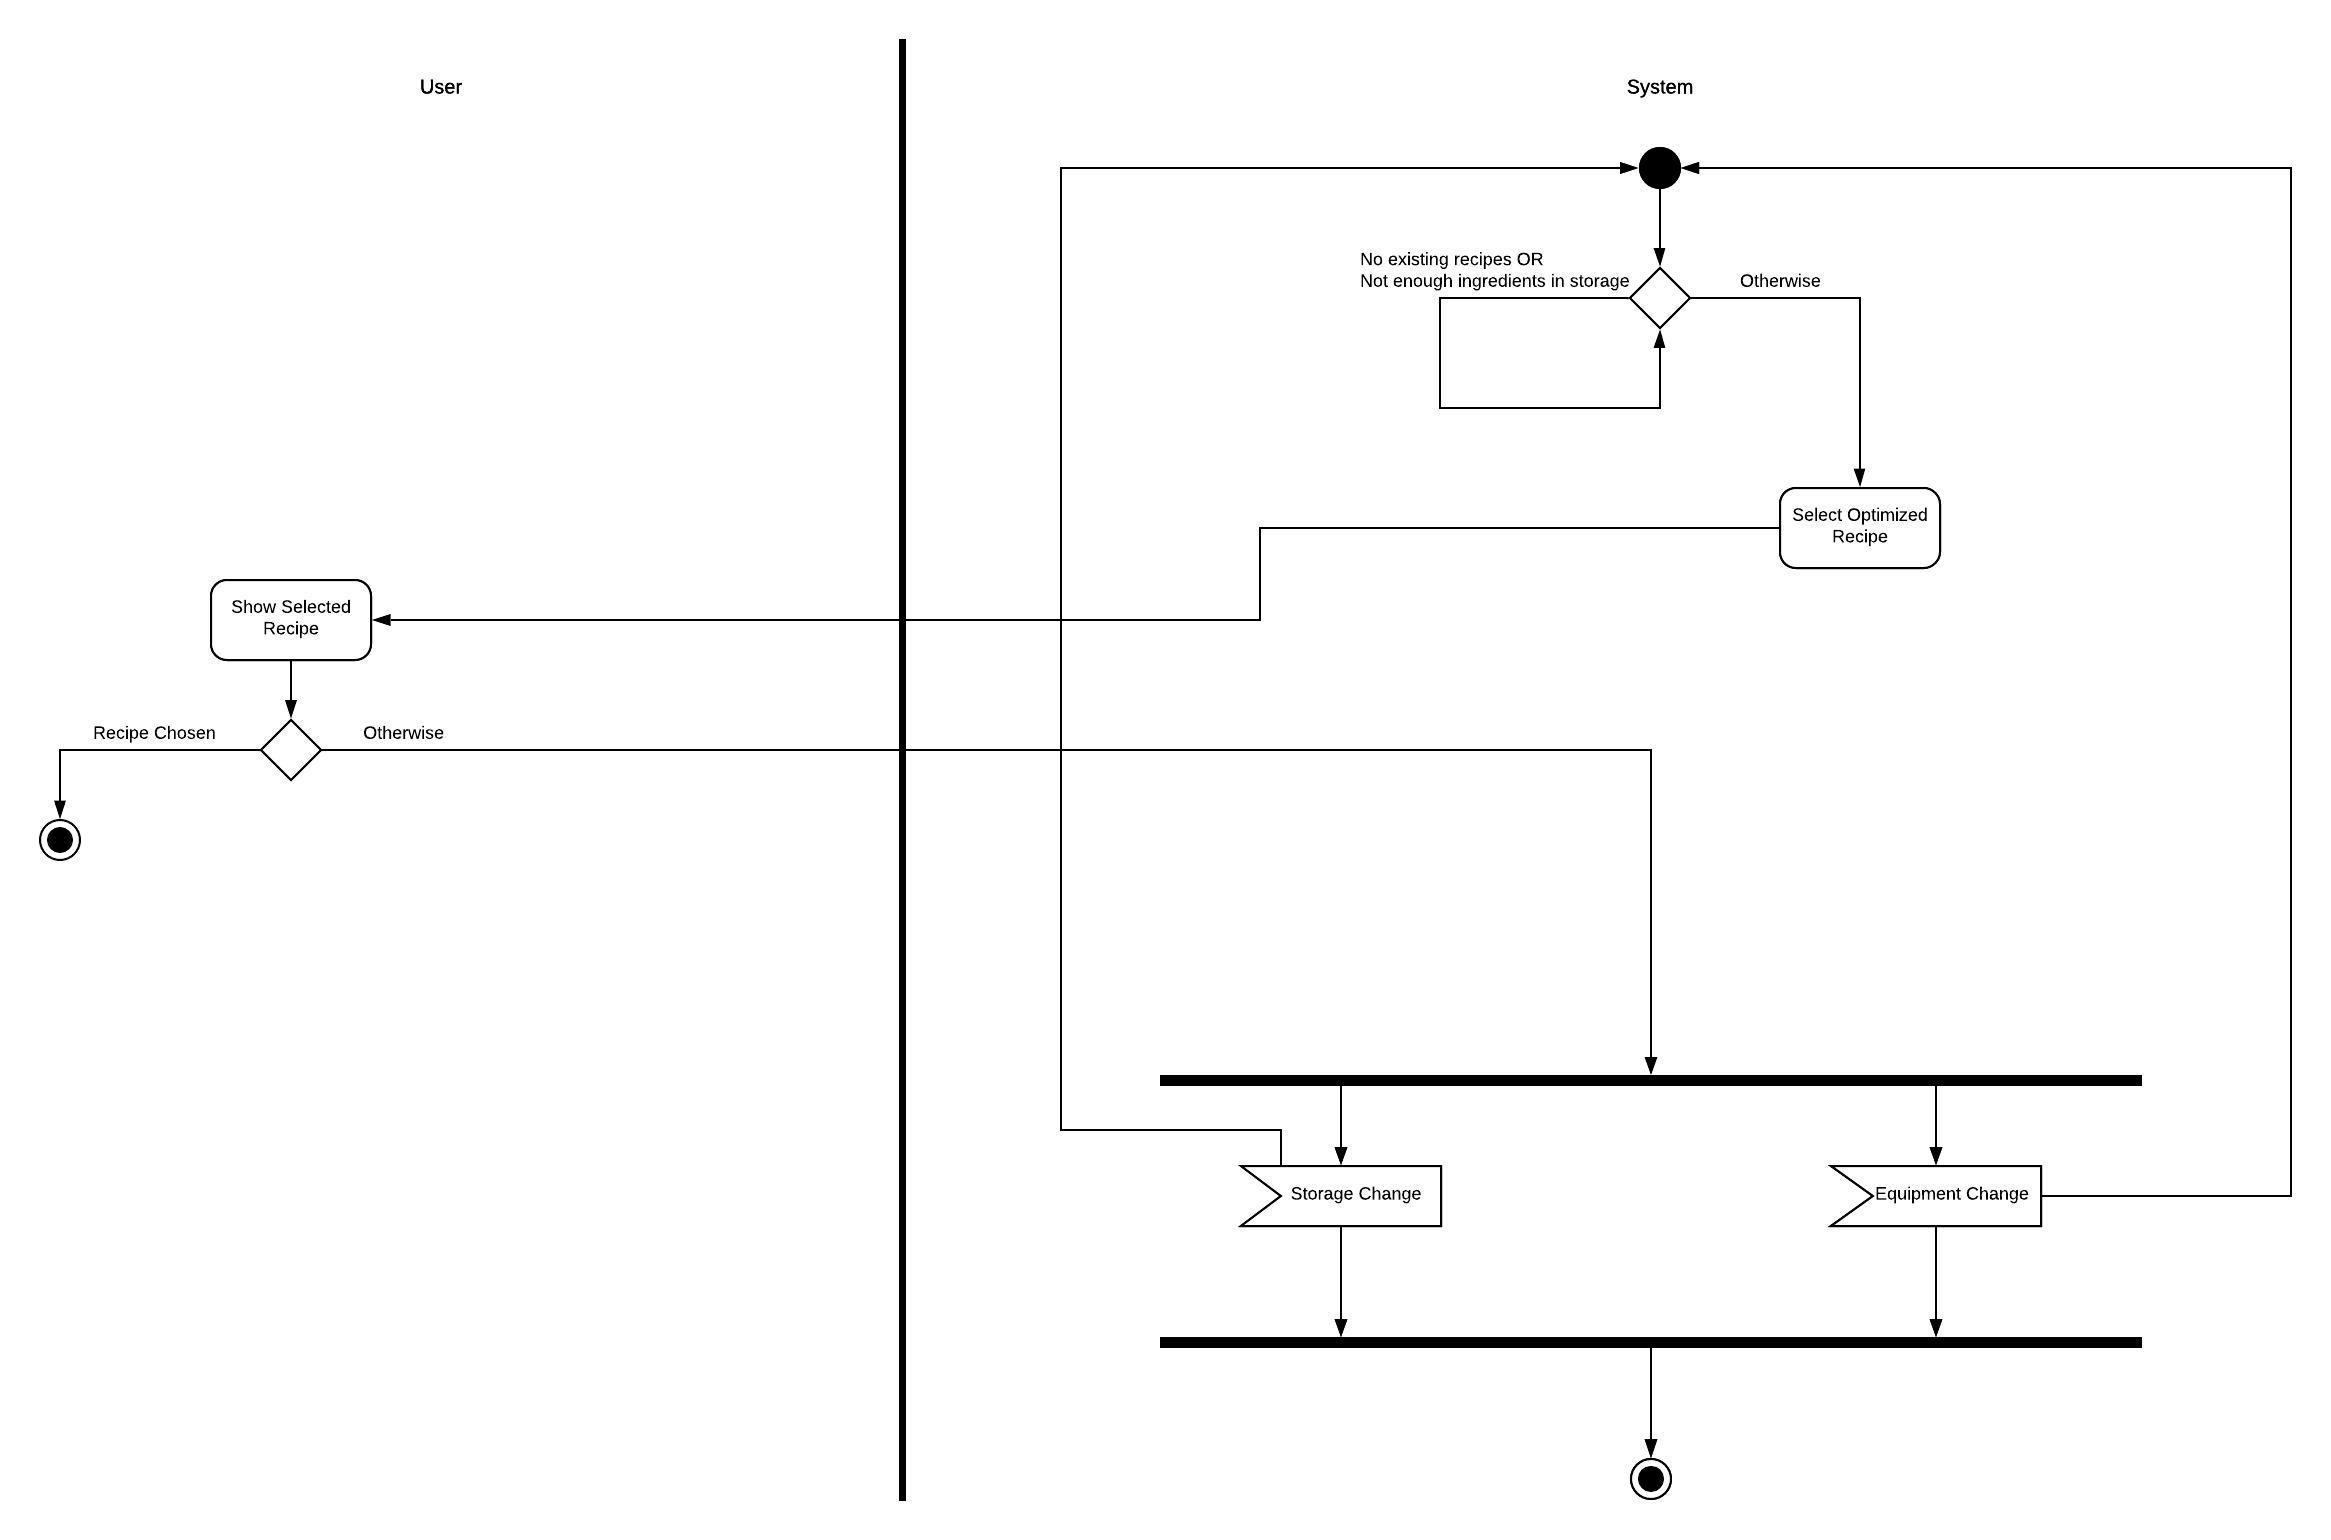 User
System
No existing recipes OR
Not enough ingredients in storage
Otherwise
Select Optimized
Recipe
Show Selected
Recipe
Recipe Chosen
Otherwise
Storage Change
Equipment Change